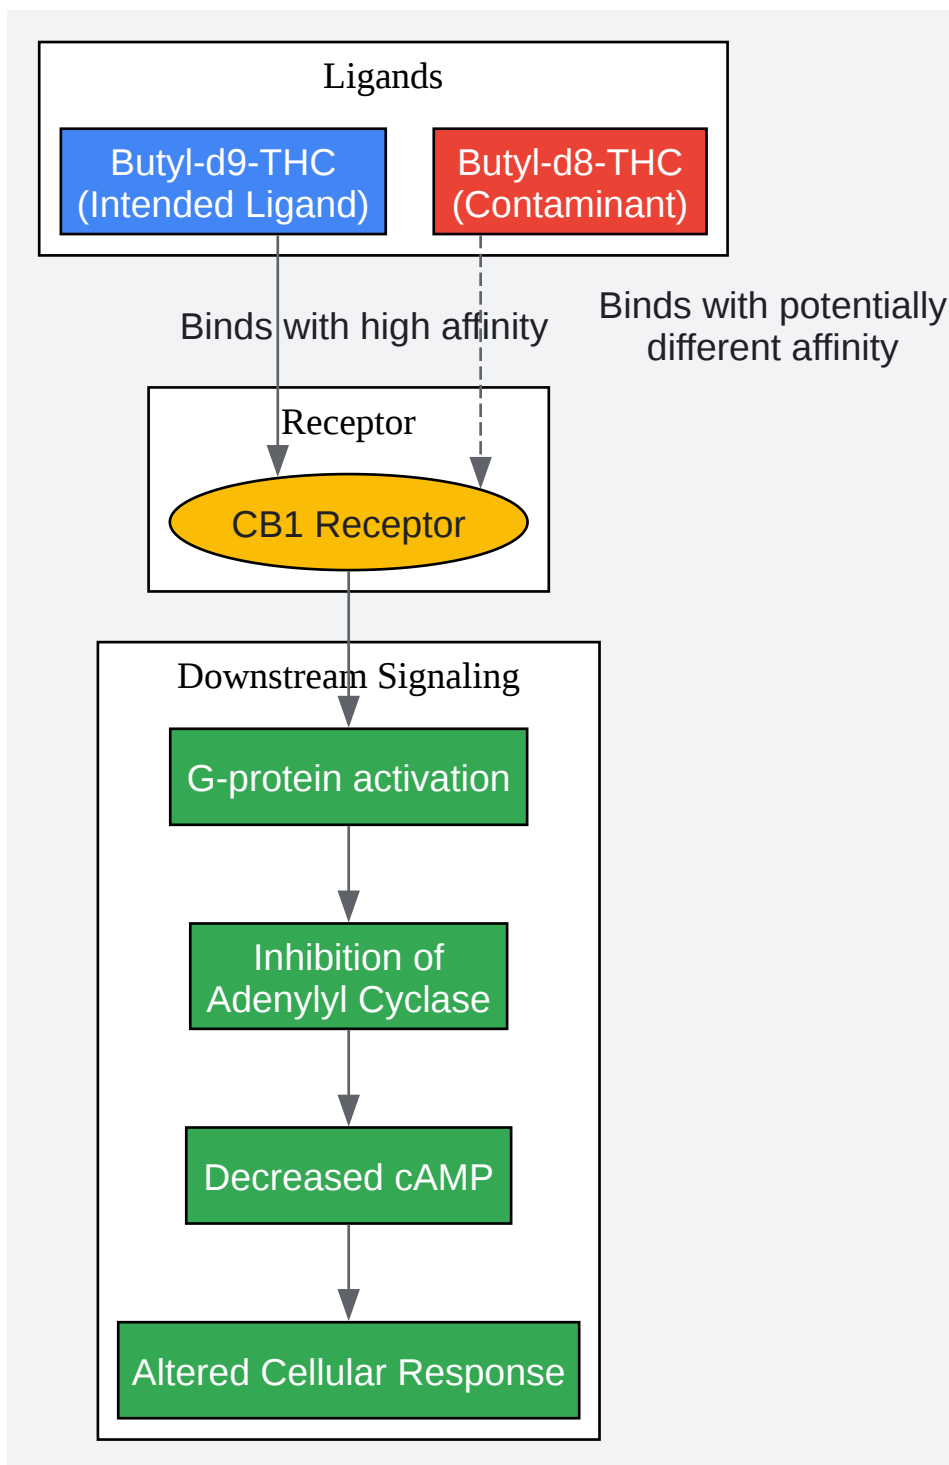 Ligands
Butyl-d9-THC
(Intended Ligand)
Butyl-d8-THC
(Contaminant)
Binds with high affinity
Binds with potentially
different affinity
Receptor
CB1 Receptor
Downstream Signaling
G-protein activation
Inhibition of
Adenylyl Cyclase
Decreased cAMP
Altered Cellular Response